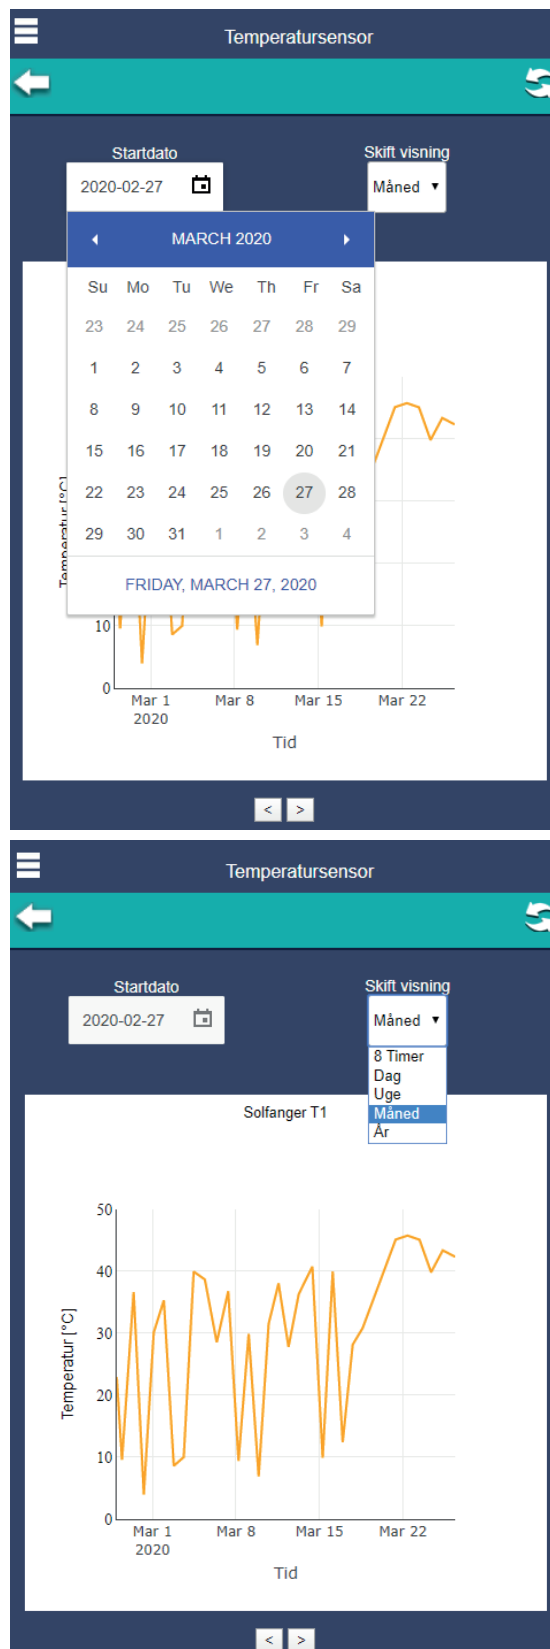 Temperatursensor
Startdato
Skift visning
2020-02-27
Måned ▼
MARCH 2020
Su Mo Tu We Th Fr Sa
23 24 25 26 27 28 29
1 2 3 4 5 6 7
8 9 10 11 12 13 14
15 16 17 18 19 20 21
22 23 24 25 26 27 28
29 30 31 1 2 3 4
FRIDAY, MARCH 27, 2020
Temperatur [°C]
10
0
Mar 1 Mar 8 Mar 15 Mar 22
2020
Tid
< >
Temperatursensor
Startdato
Skift visning
2020-02-27
Måned ▼
8 Timer
Dag
Uge
Måned
År
Solfanger T1
Temperatur [°C]
50
40
30
20
10
0
Mar 1 Mar 8 Mar 15 Mar 22
2020
Tid
< >